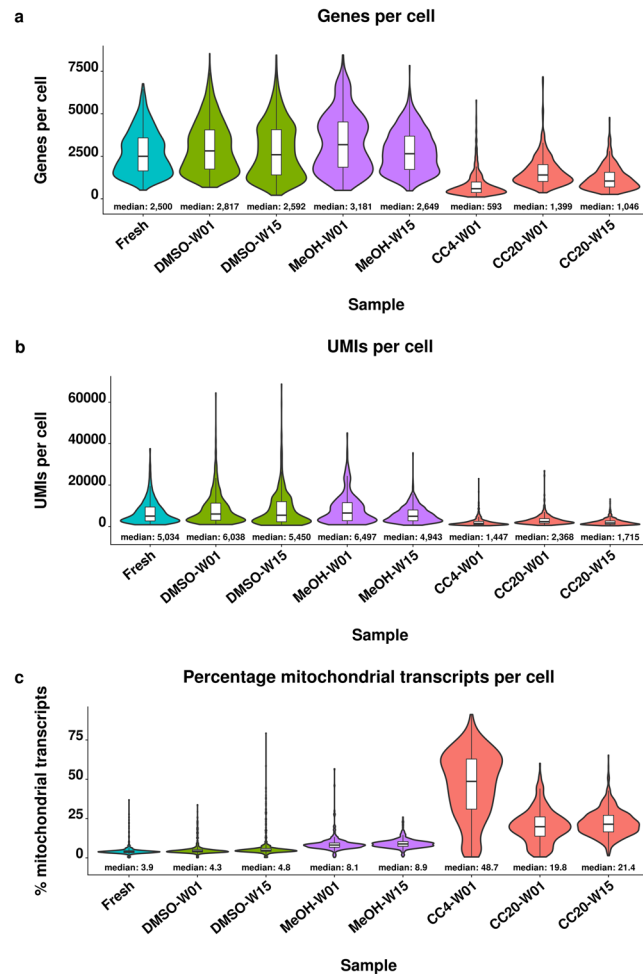 a
Genes per cell
Genes per cell
7500
5000
2500
0
median: 2,500 median: 2,817 median: 2,592 median: 3,181 median: 2,649 median: 593 median: 1,399 median: 1,046
Fresh DMSO-W01 DMSO-W15 MeOH-W01 MeOH-W15 CC4-W01 CC20-W01 CC20-W15
Sample
b
UMIs per cell
UMIs per cell
60000
40000
20000
0
median: 5,034 median: 6,038 median: 5,450 median: 6,497 median: 4,943 median: 1,447 median: 2,368 median: 1,715
Fresh DMSO-W01 DMSO-W15 MeOH-W01 MeOH-W15 CC4-W01 CC20-W01 CC20-W15
Sample
c
Percentage mitochondrial transcripts per cell
% mitochondrial transcripts
75
50
25
0
median: 3.9 median: 4.3 median: 4.8 median: 8.1 median: 8.9 median: 48.7 median: 19.8 median: 21.4
Fresh DMSO-W01 DMSO-W15 MeOH-W01 MeOH-W15 CC4-W01 CC20-W01 CC20-W15
Sample